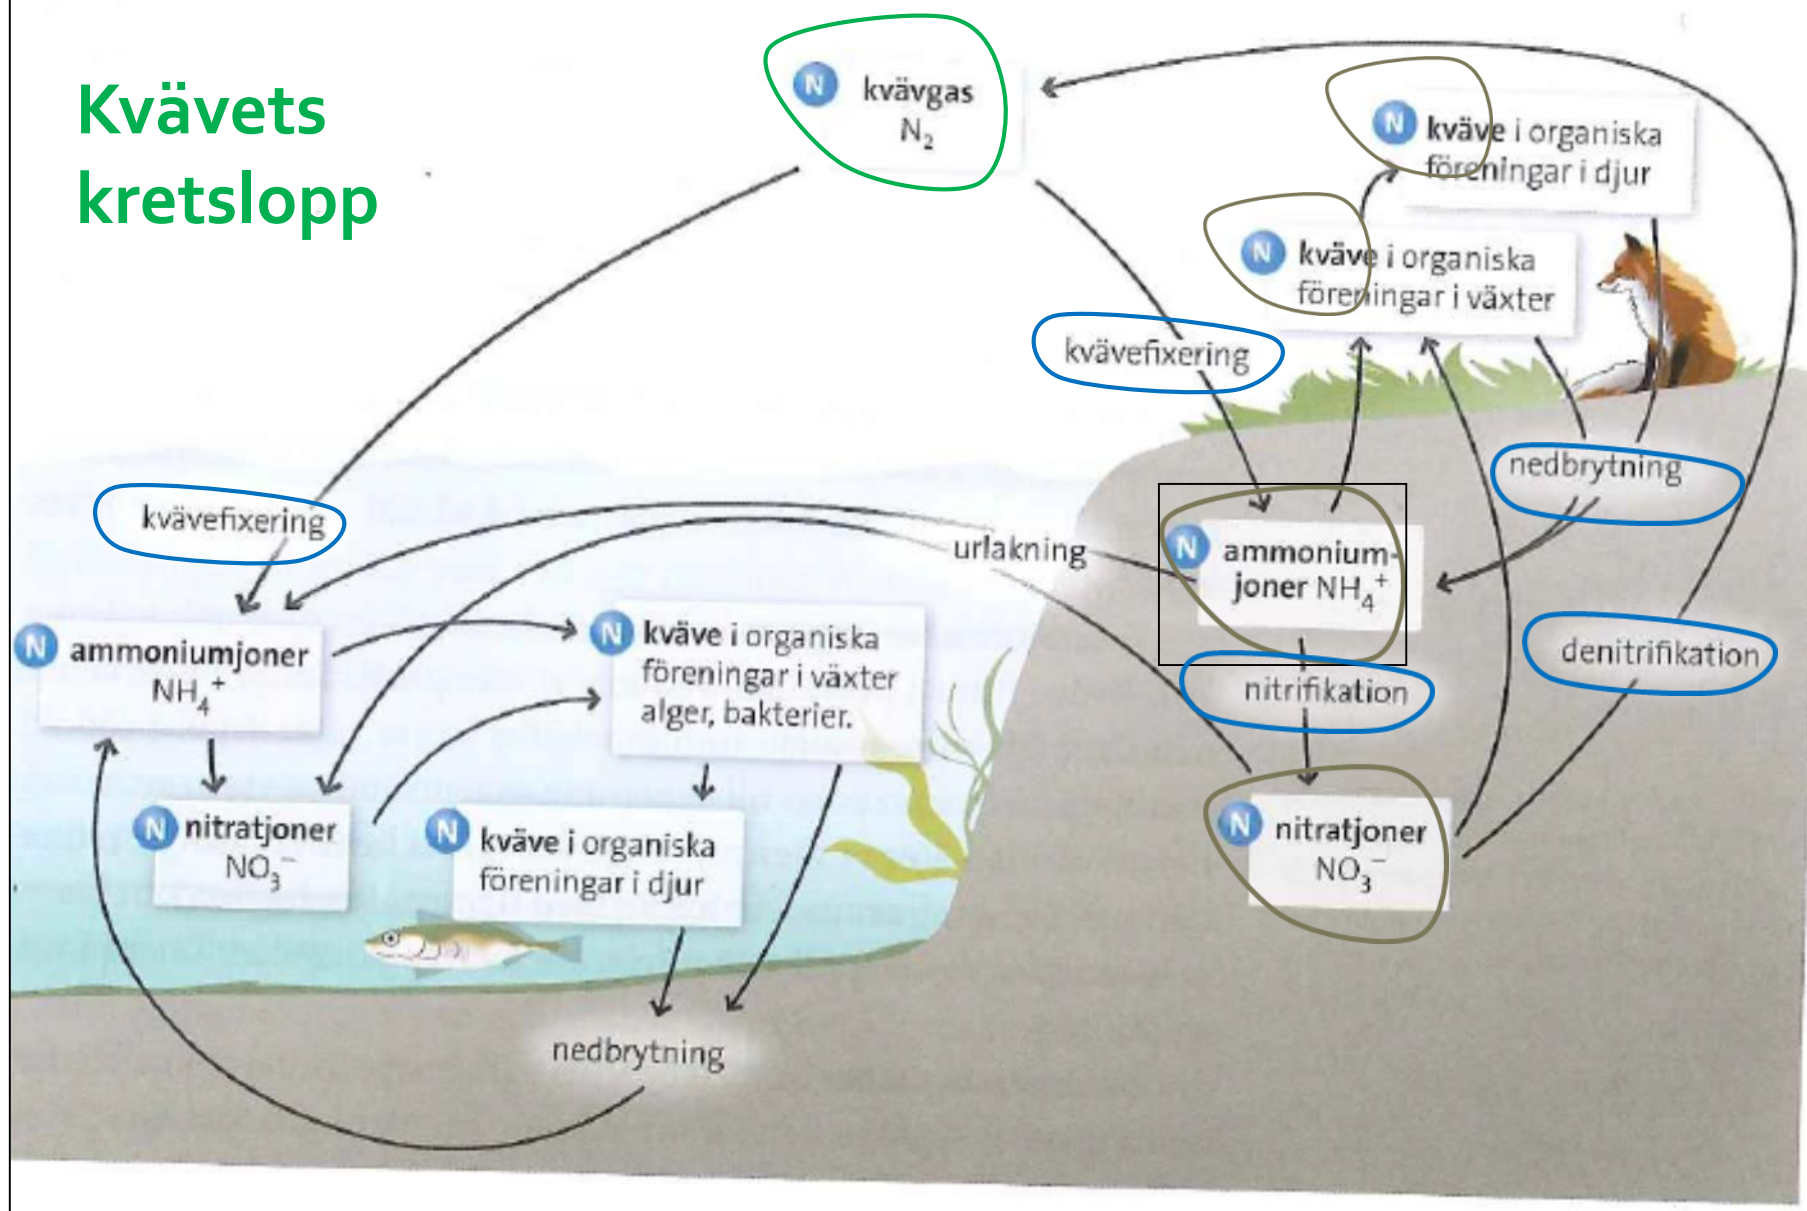 Kvävets
kretslopp
N kvävgas
N₂
N kväve i organiska
föreningar i djur
N kväve i organiska
föreningar i växter
kvävefixering
nedbrytning
kvävefixering
urlakning
N ammonium-
joner NH₄⁺
N ammoniumjoner
NH₄⁺
N kväve i organiska
föreningar i växter
alger, bakterier.
nitrifikation
denitrifikation
N nitratjoner
NO₃⁻
N kväve i organiska
föreningar i djur
N nitratjoner
NO₃⁻
nedbrytning